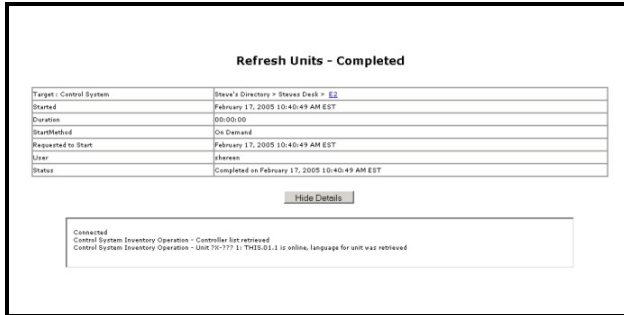 Refresh Units - Completed
Target : Control System Steve's Directory > Steves Desk > E2
Started February 17, 2005 10:40:49 AM EST
Duration 00:00:00
StartMethod On Demand
Requested to Start February 17, 2005 10:40:49 AM EST
User shereen
Status Completed on February 17, 2005 10:40:49 AM EST
Hide Details
Connected
Control System Inventory Operation - Controller list retrieved
Control System Inventory Operation - Unit ?X-??? 1: THIS.01.1 is online, language for unit was retrieved